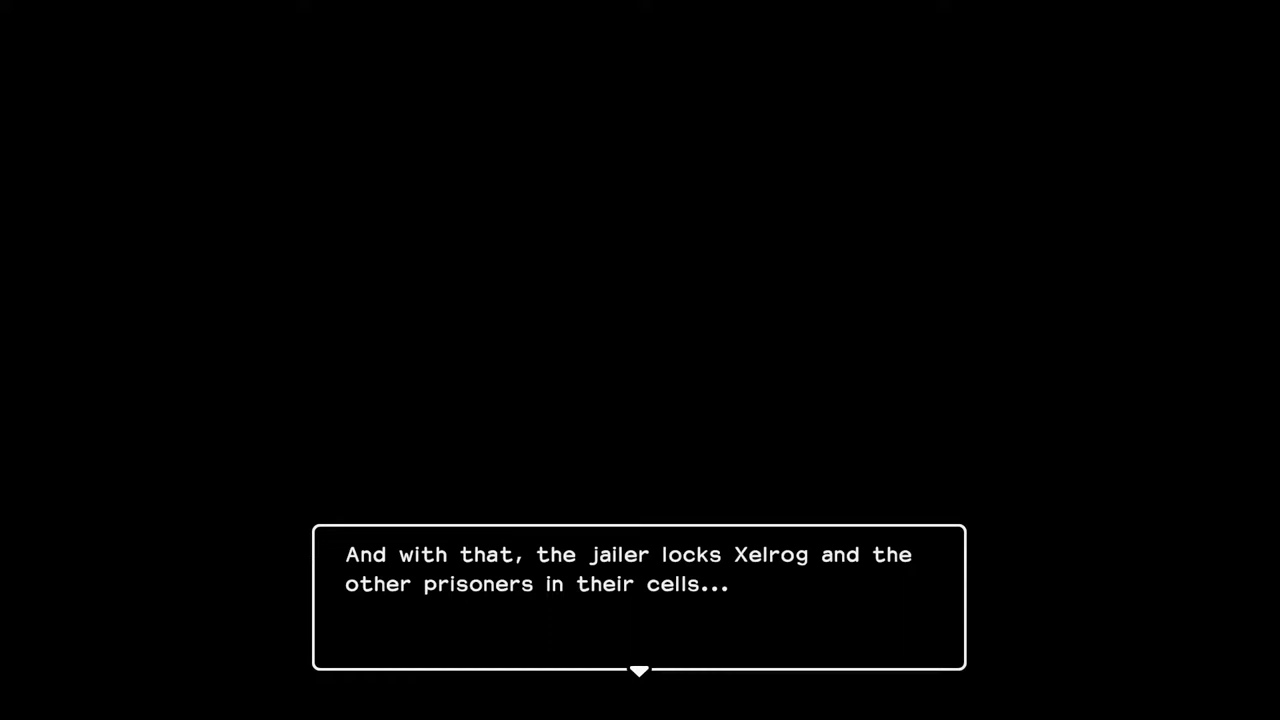 And with that, the jailer locks Xelrog and the
other prisoners in their cells...